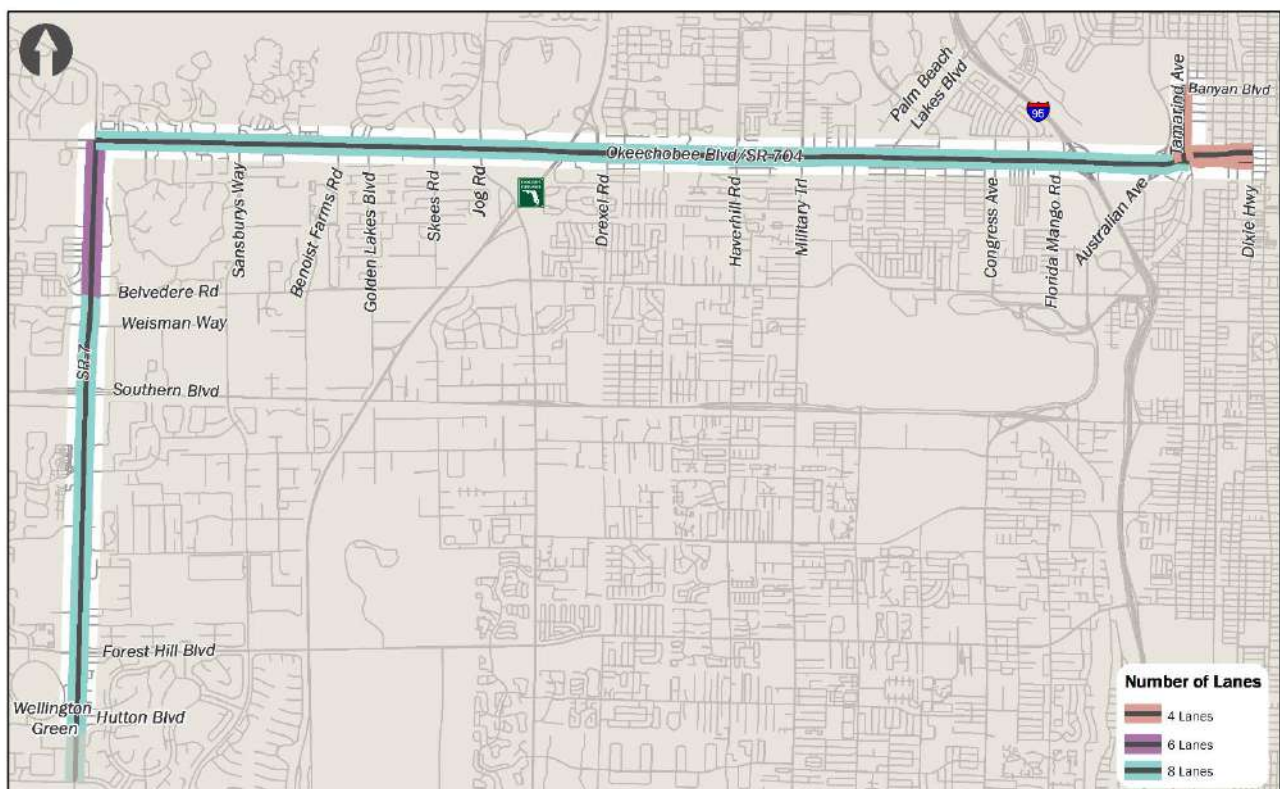 Palm Beach
Lakes Blvd
95
Tamarind Ave
Banyan Blvd
Okeechobee Blvd/SR 704
Sansburys Way
Benoist Farms Rd
Golden Lakes Blvd
Skees Rd
Jog Rd
Drexel Rd
Haverhill Rd
Military Trl
Congress Ave
Florida Mango Rd
Australian Ave
Dixie Hwy
Belvedere Rd
Weisman Way
SR-7
Southern Blvd
Forest Hill Blvd
Wellington
Green
Hutton Blvd
Number of Lanes
4 Lanes
6 Lanes
8 Lanes